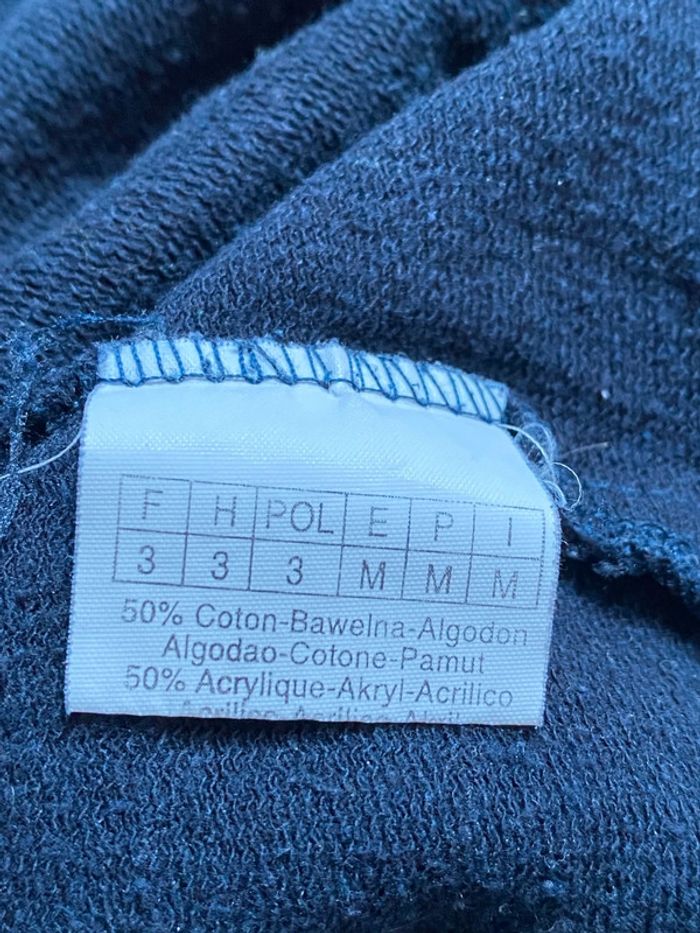 F H POL E P I
3 3 3 M M M
50% Coton-Bawelna-Algodon
Algodao-Cotone-Pamut
50% Acrylique-Akryl-Acrilico